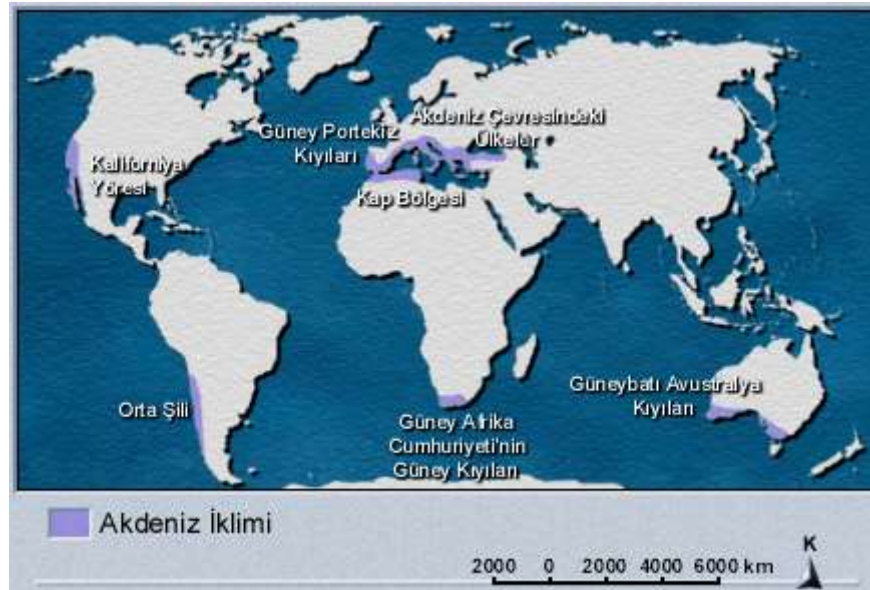 Akdeniz Çevresindeki
Ülkeler
Güney Portekiz
Kıyıları
Kaliforniya
Yöresi
Kap Bölgesi
Orta Şili
Güneybatı Avustralya
Kıyıları
Güney Afrika
Cumhuriyeti'nin
Güney Kıyıları
Akdeniz İklimi
K
2000 0 2000 4000 6000 km